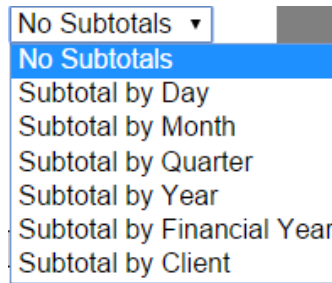 No Subtotals
No Subtotals
Subtotal by Day
Subtotal by Month
Subtotal by Quarter
Subtotal by Year
Subtotal by Financial Year
Subtotal by Client